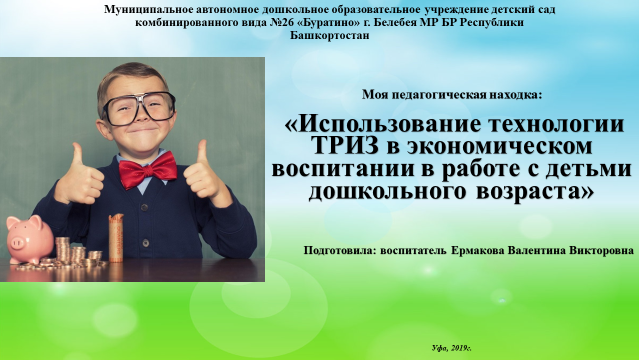 Муниципальное автономное дошкольное образовательное учреждение детский сад
комбинированного вида №26 «Буратино» г. Белебея МР БР Республики
Башкортостан
Моя педагогическая находка:
«Использование технологии
ТРИЗ в экономическом
воспитании в работе с детьми
дошкольного возраста»
Подготовила: воспитатель Ермакова Валентина Викторовна
Уфа, 2019г.